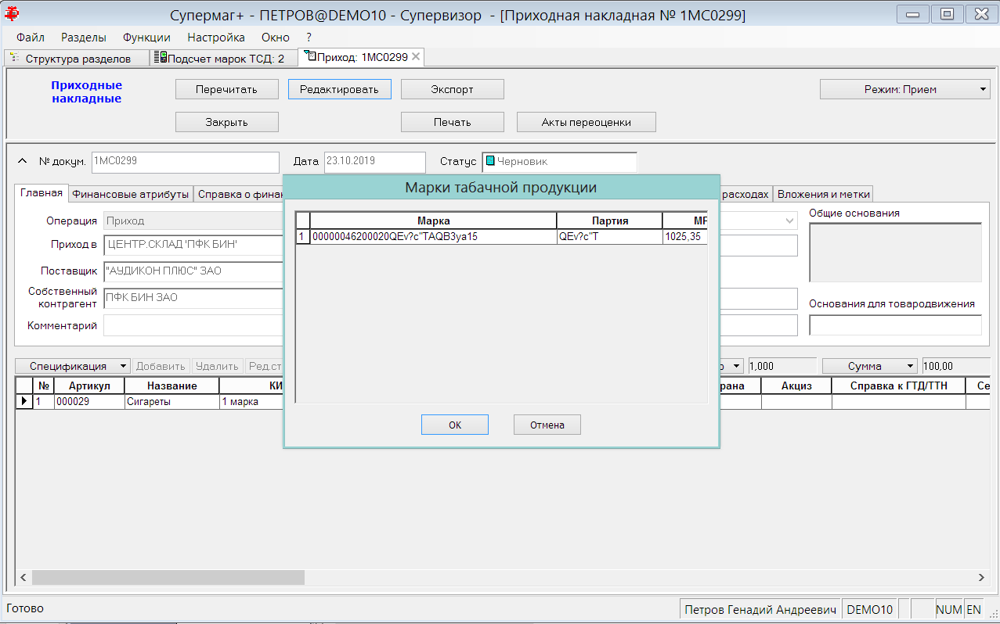 Супермаг+ - ПЕТРОВ@DEMO10 - Супервизор - [Приходная накладная № 1МС0299]
Файл Разделы Функции Настройка Окно ?
Структура разделов Подсчет марок ТСД: 2 Приход: 1МС0299
Приходные накладные
Перечитать Редактировать Экспорт Режим: Прием
Закрыть Печать Акты переоценки
№ докум. 1МС0299 Дата 23.10.2019 Статус Черновик
Главная Финансовые атрибуты Справка о финан расходах Вложения и метки
Марки табачной продукции
Операция Приход Общие основания
Марка Партия МР
1 00000046200020QEv?c"TAQB3ya15 QEv?c"T 1025,35
Приход в ЦЕНТР.СКЛАД 'ПФК БИН'
Поставщик "АУДИКОН ПЛЮС" ЗАО
Собственный контрагент ПФК БИН ЗАО
Основания для товародвижения
Комментарий
Спецификация Добавить Удалить Ред.ст 1,000 Сумма 100,00
№ Артикул Название КИ рана Акциз Справка к ГТД/ТТН Се
1 000029 Сигареты 1 марка
ОК Отмена
Готово Петров Генадий Андреевич DEMO10 NUM EN